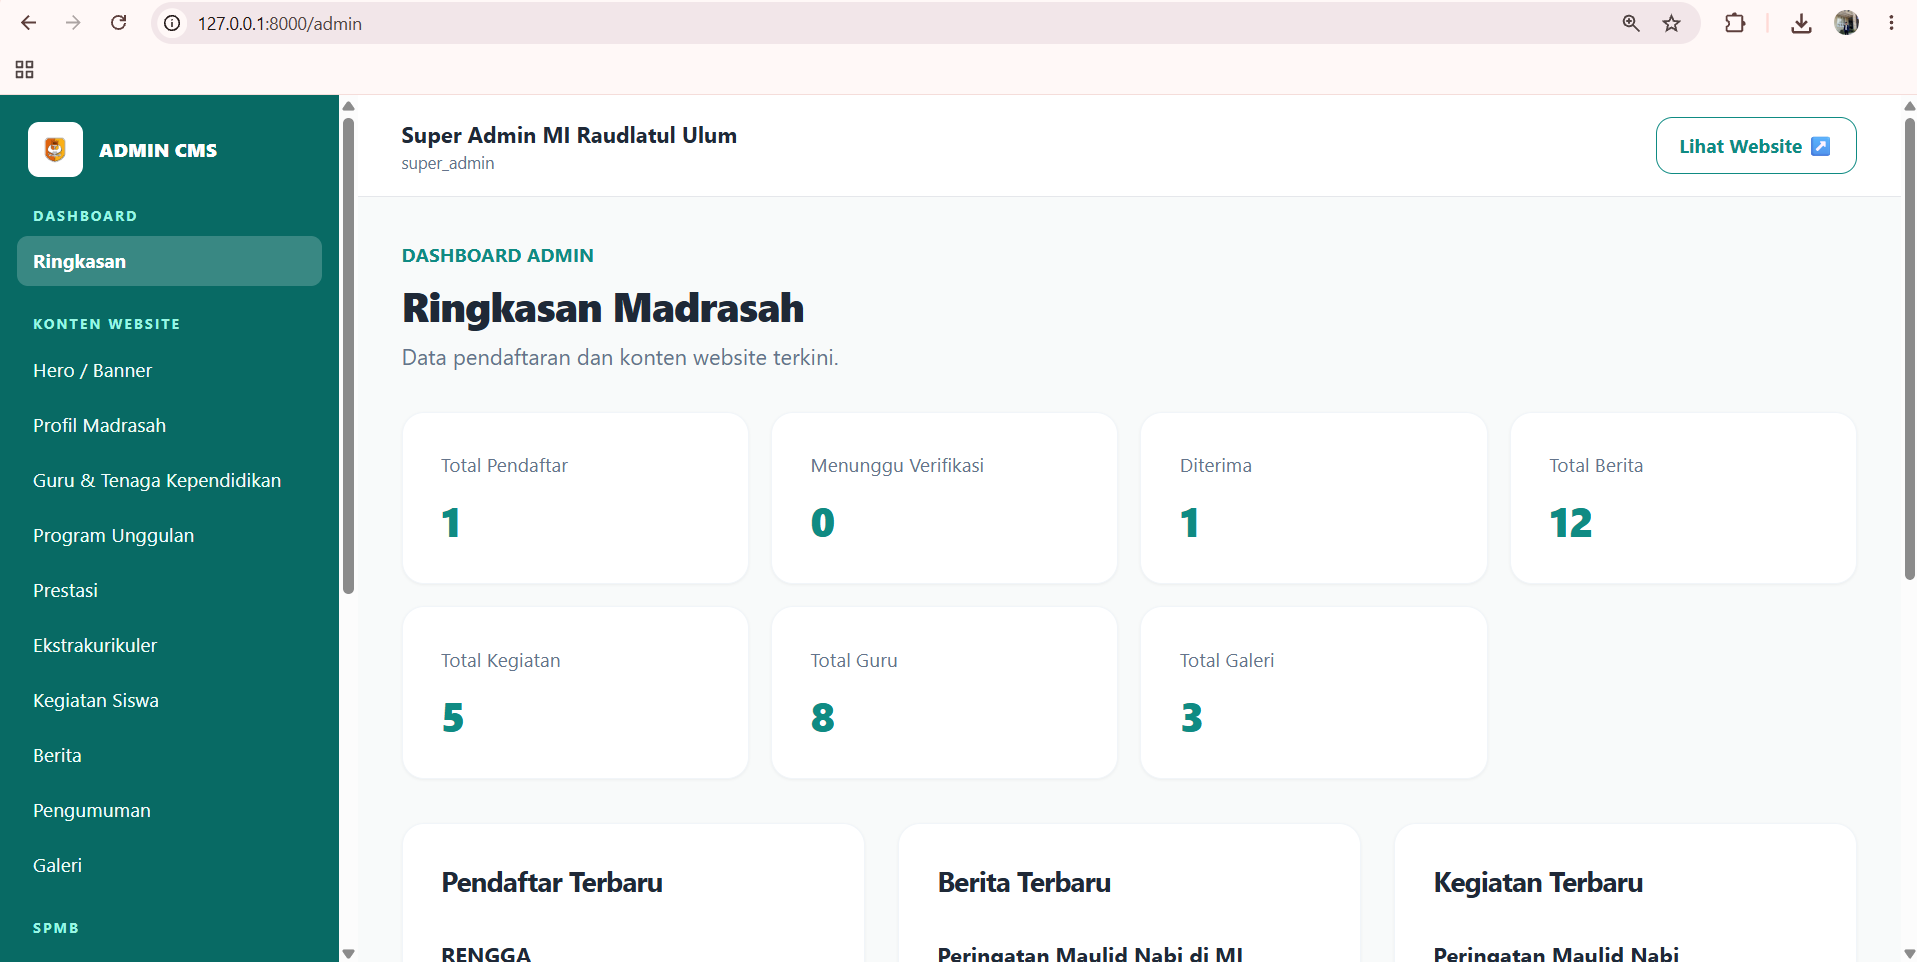 127.0.0.1:8000/admin
ADMIN CMS
DASHBOARD
Ringkasan
KONTEN WEBSITE
Hero / Banner
Profil Madrasah
Guru & Tenaga Kependidikan
Program Unggulan
Prestasi
Ekstrakurikuler
Kegiatan Siswa
Berita
Pengumuman
Galeri
SPMB
Super Admin MI Raudlatul Ulum
super_admin
Lihat Website
DASHBOARD ADMIN
Ringkasan Madrasah
Data pendaftaran dan konten website terkini.
Total Pendaftar
1
Menunggu Verifikasi
0
Diterima
1
Total Berita
12
Total Kegiatan
5
Total Guru
8
Total Galeri
3
Pendaftar Terbaru
RENGGA
Berita Terbaru
Peringatan Maulid Nabi di MI
Kegiatan Terbaru
Peringatan Maulid Nabi